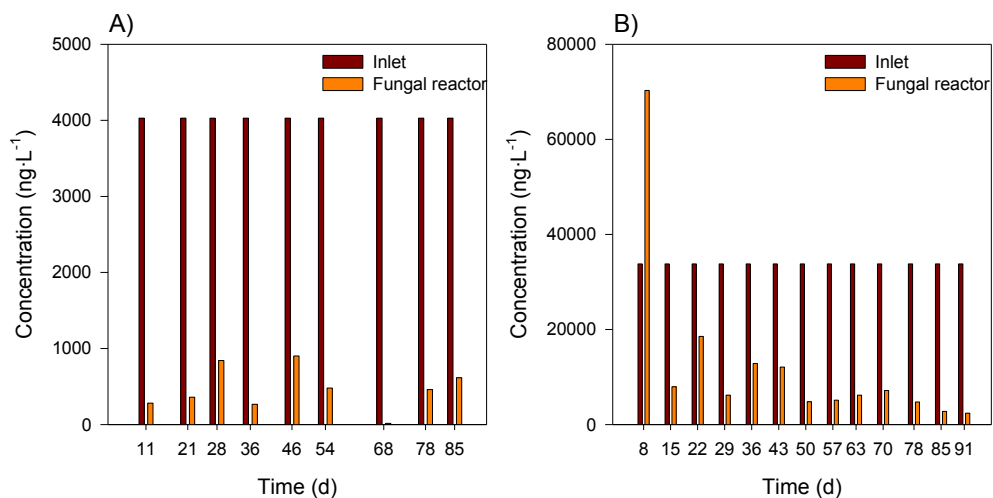 A)
Concentration (ng·L⁻¹)
5000
4000
3000
2000
1000
0
Inlet
Fungal reactor
11 21 28 36 46 54 68 78 85
Time (d)
B)
Concentration (ng·L⁻¹)
80000
60000
40000
20000
0
Inlet
Fungal reactor
8 15 22 29 36 43 50 57 63 70 78 85 91
Time (d)